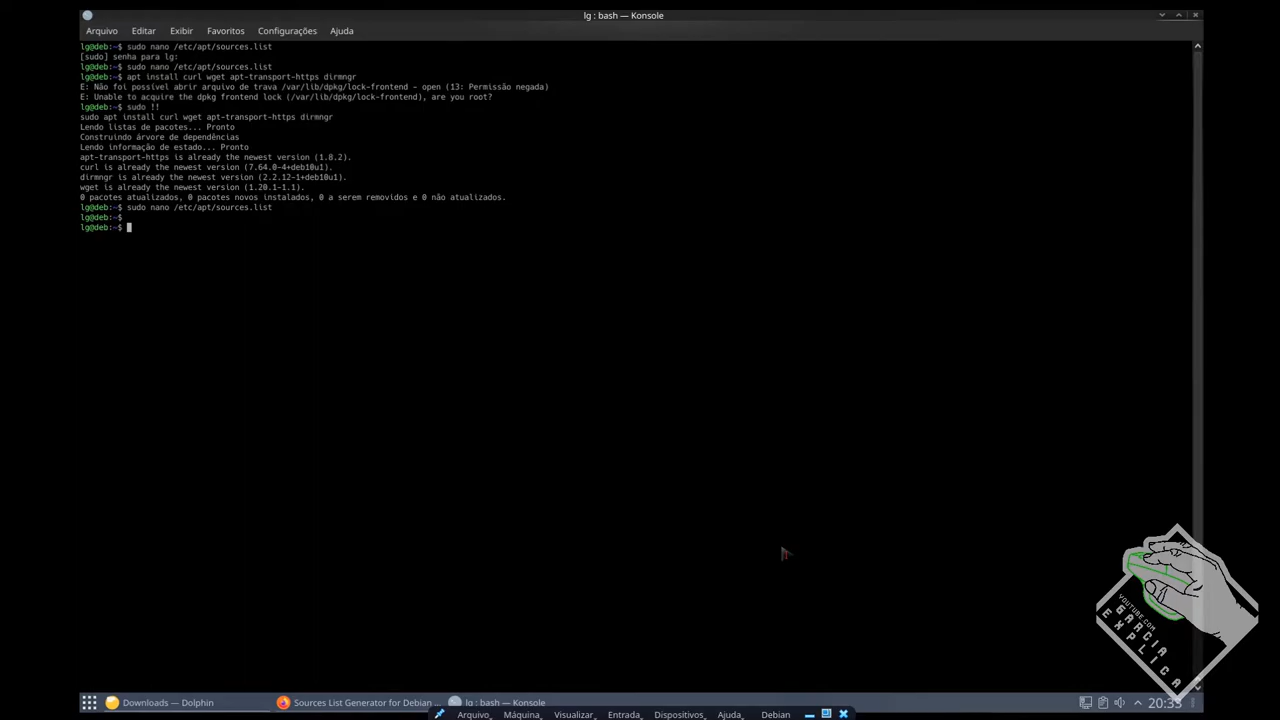 lg : bash — Konsole
Arquivo Editar Exibir Favoritos Configurações Ajuda
lg@deb:~$ sudo nano /etc/apt/sources.list
[sudo] senha para lg:
lg@deb:~$ sudo nano /etc/apt/sources.list
lg@deb:~$ apt install curl wget apt-transport-https dirmngr
E: Não foi possível abrir arquivo de trava /var/lib/dpkg/lock-frontend - open (13: Permissão negada)
E: Unable to acquire the dpkg frontend lock (/var/lib/dpkg/lock-frontend), are you root?
lg@deb:~$ sudo !!
sudo apt install curl wget apt-transport-https dirmngr
Lendo listas de pacotes... Pronto
Construindo árvore de dependências
Lendo informação de estado... Pronto
apt-transport-https is already the newest version (1.8.2).
curl is already the newest version (7.64.0-4+deb10u1).
dirmngr is already the newest version (2.2.12-1+deb10u1).
wget is already the newest version (1.20.1-1.1).
0 pacotes atualizados, 0 pacotes novos instalados, 0 a serem removidos e 0 não atualizados.
lg@deb:~$ sudo nano /etc/apt/sources.list
lg@deb:~$
lg@deb:~$
YOUTUBE.COM
GARCIA
EXPLICA
Downloads — Dolphin Sources List Generator for Debian ... lg : bash — Konsole 20:33
Arquivo Máquina Visualizar Entrada Dispositivos Ajuda Debian